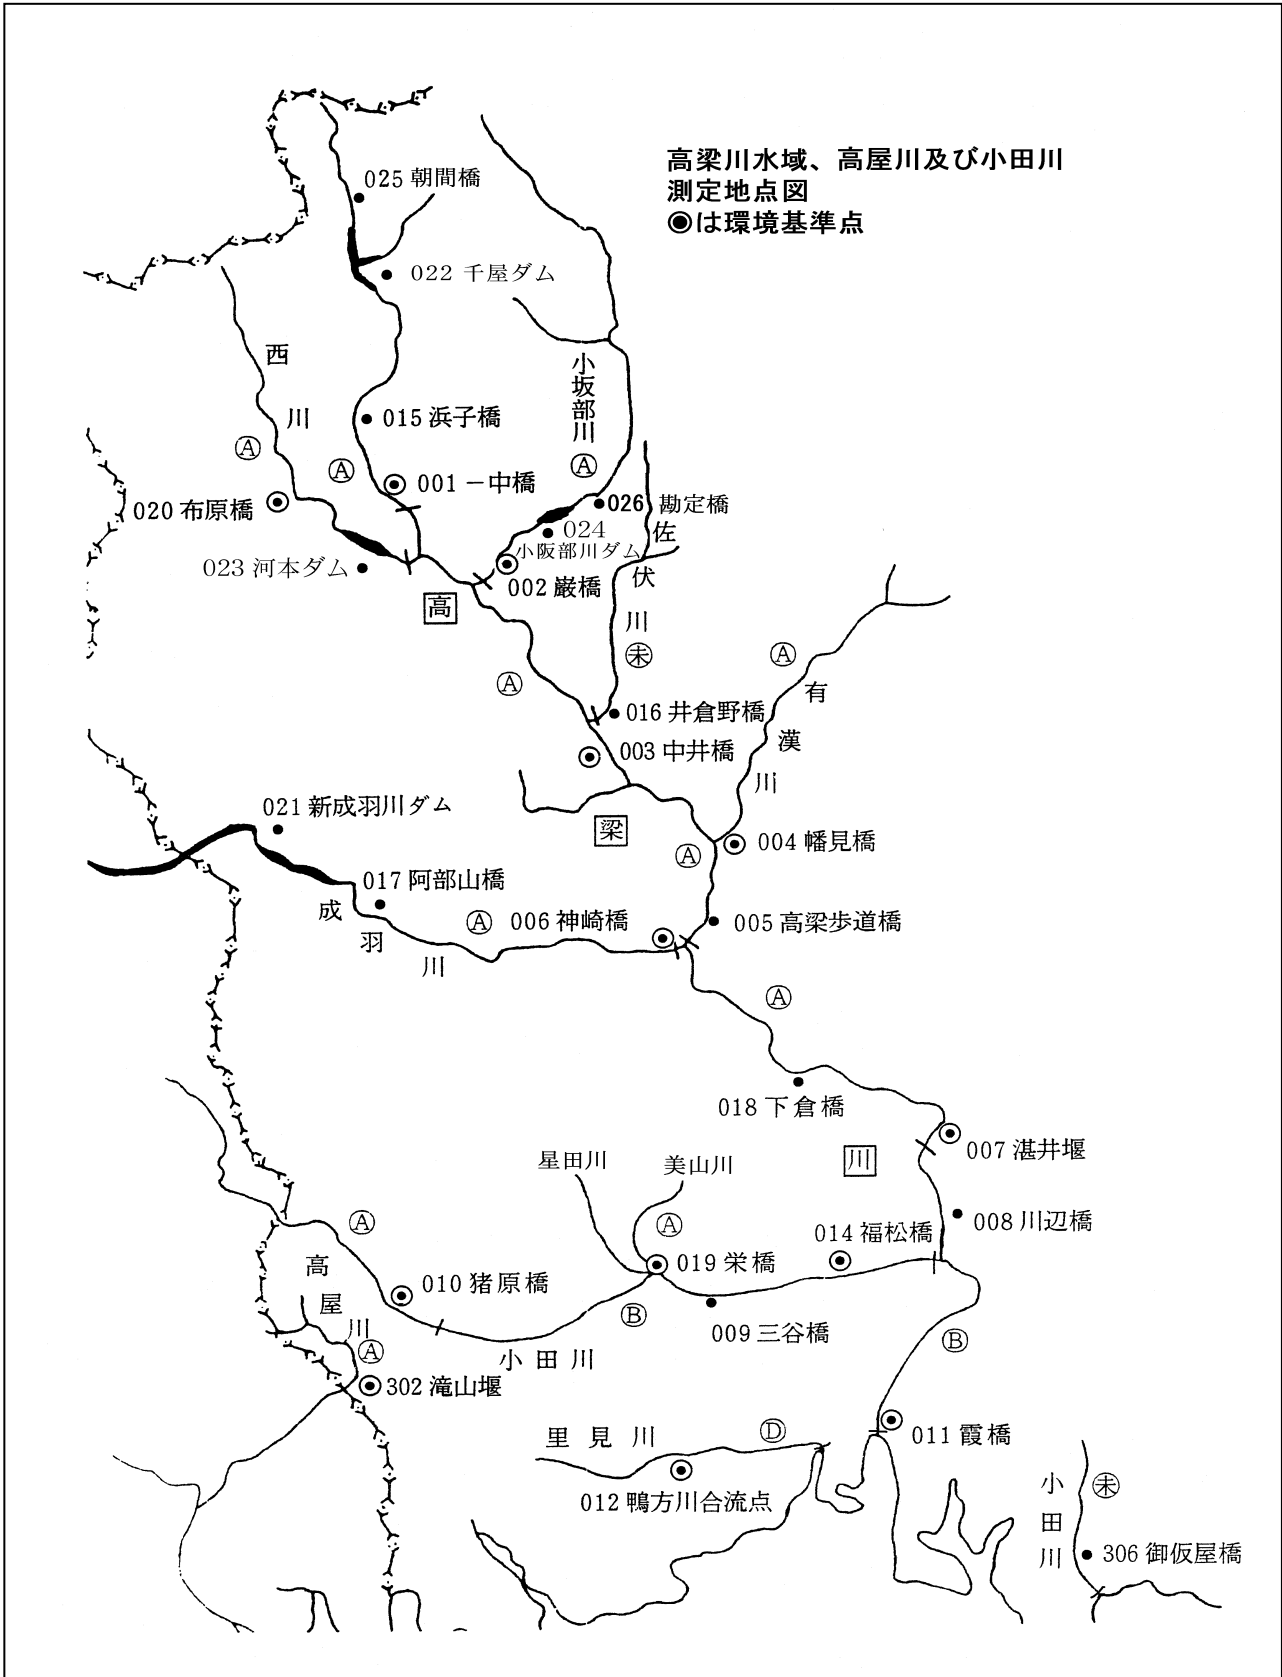 高梁川水域、高屋川及び小田川
測定地点図
◉は環境基準点
025 朝間橋
022 千屋ダム
西川
小坂部川
015 浜子橋
Ⓐ
Ⓐ
Ⓐ
001 一中橋
020 布原橋
026 勘定橋
024
小阪部川ダム
佐伏川
023 河本ダム
002 巌橋
高
㊍
Ⓐ
Ⓐ
有漢川
016 井倉野橋
003 中井橋
021 新成羽川ダム
梁
004 幡見橋
Ⓐ
017 阿部山橋
成羽川
Ⓐ
006 神崎橋
005 高梁歩道橋
Ⓐ
018 下倉橋
007 湛井堰
川
星田川
美山川
Ⓐ
Ⓐ
008 川辺橋
014 福松橋
019 栄橋
高屋川
010 猪原橋
Ⓑ
009 三谷橋
Ⓑ
小田川
Ⓐ
302 滝山堰
里見川
Ⓓ
011 霞橋
012 鴨方川合流点
小田川
未
306 御仮屋橋